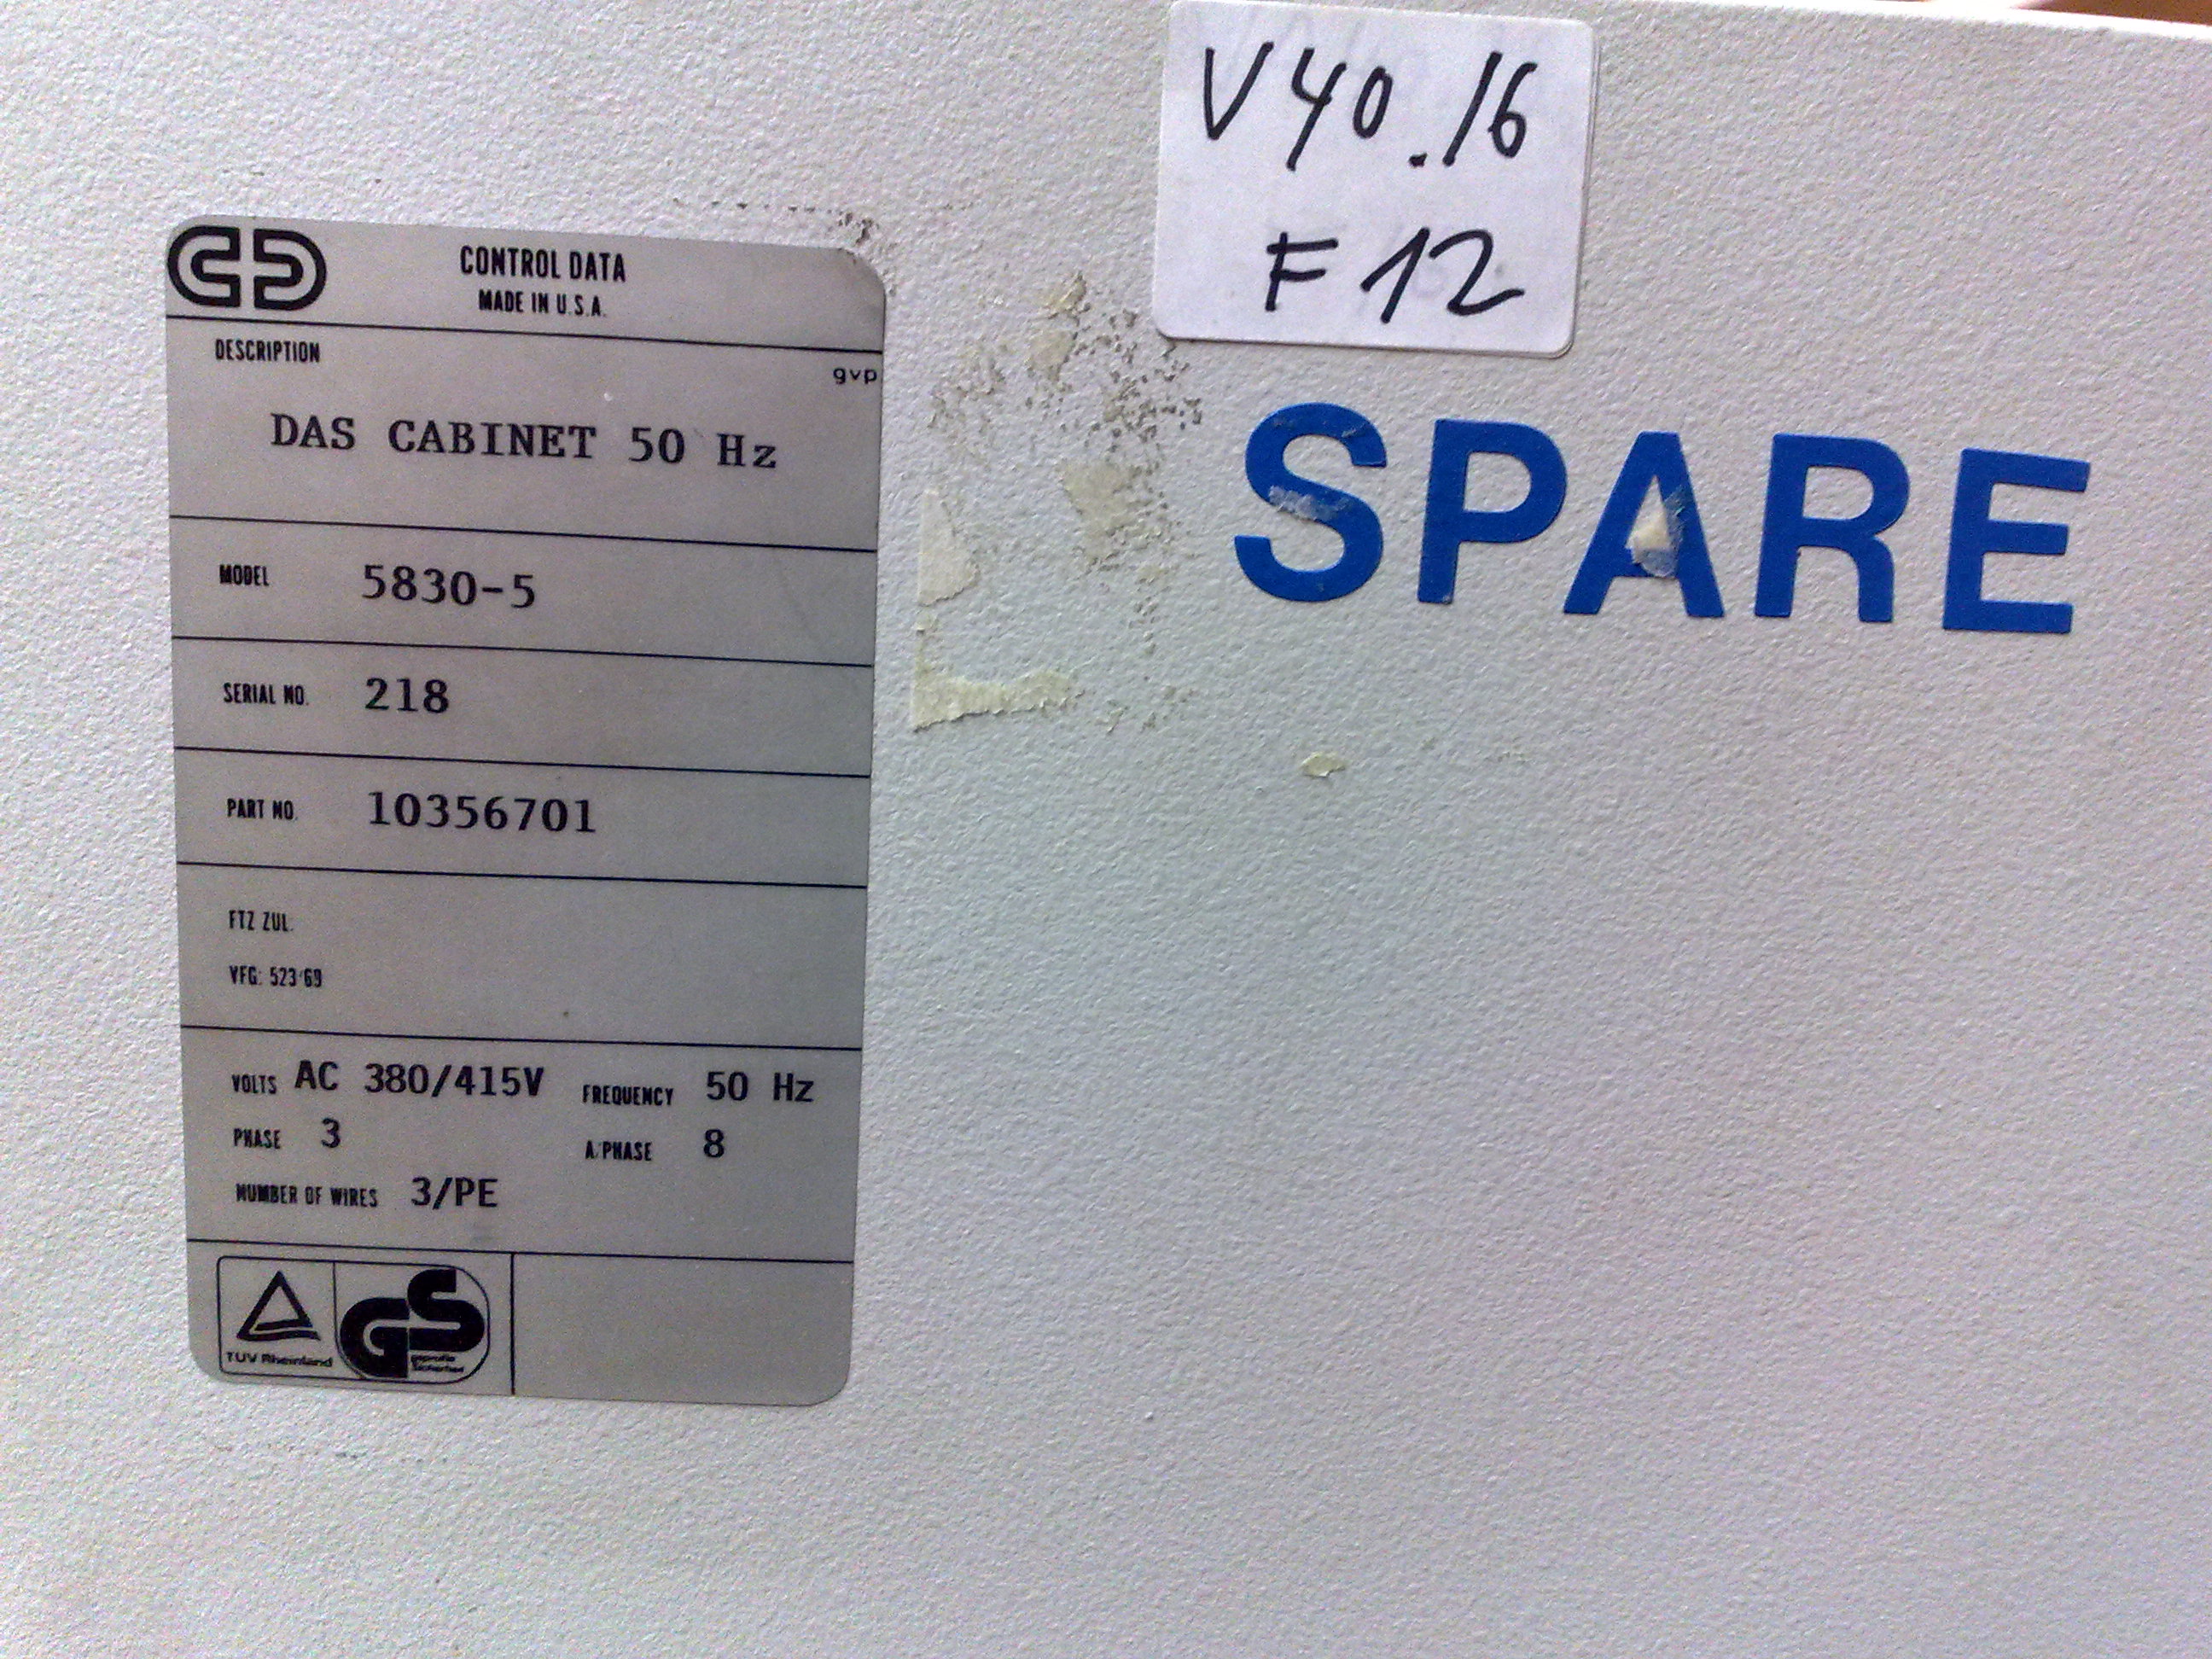 CONTROL DATA
MADE IN U.S.A.
DESCRIPTION
gvp
DAS CABINET 50 Hz
MODEL 5830-5
SERIAL NO. 218
PART NO. 10356701
FTZ ZUL.
VFG: 523/69
VOLTS AC 380/415V FREQUENCY 50 Hz
PHASE 3 A/PHASE 8
NUMBER OF WIRES 3/PE
TÜV Rheinland
GS
geprüfte
Sicherheit
V40.16
F12
SPARE